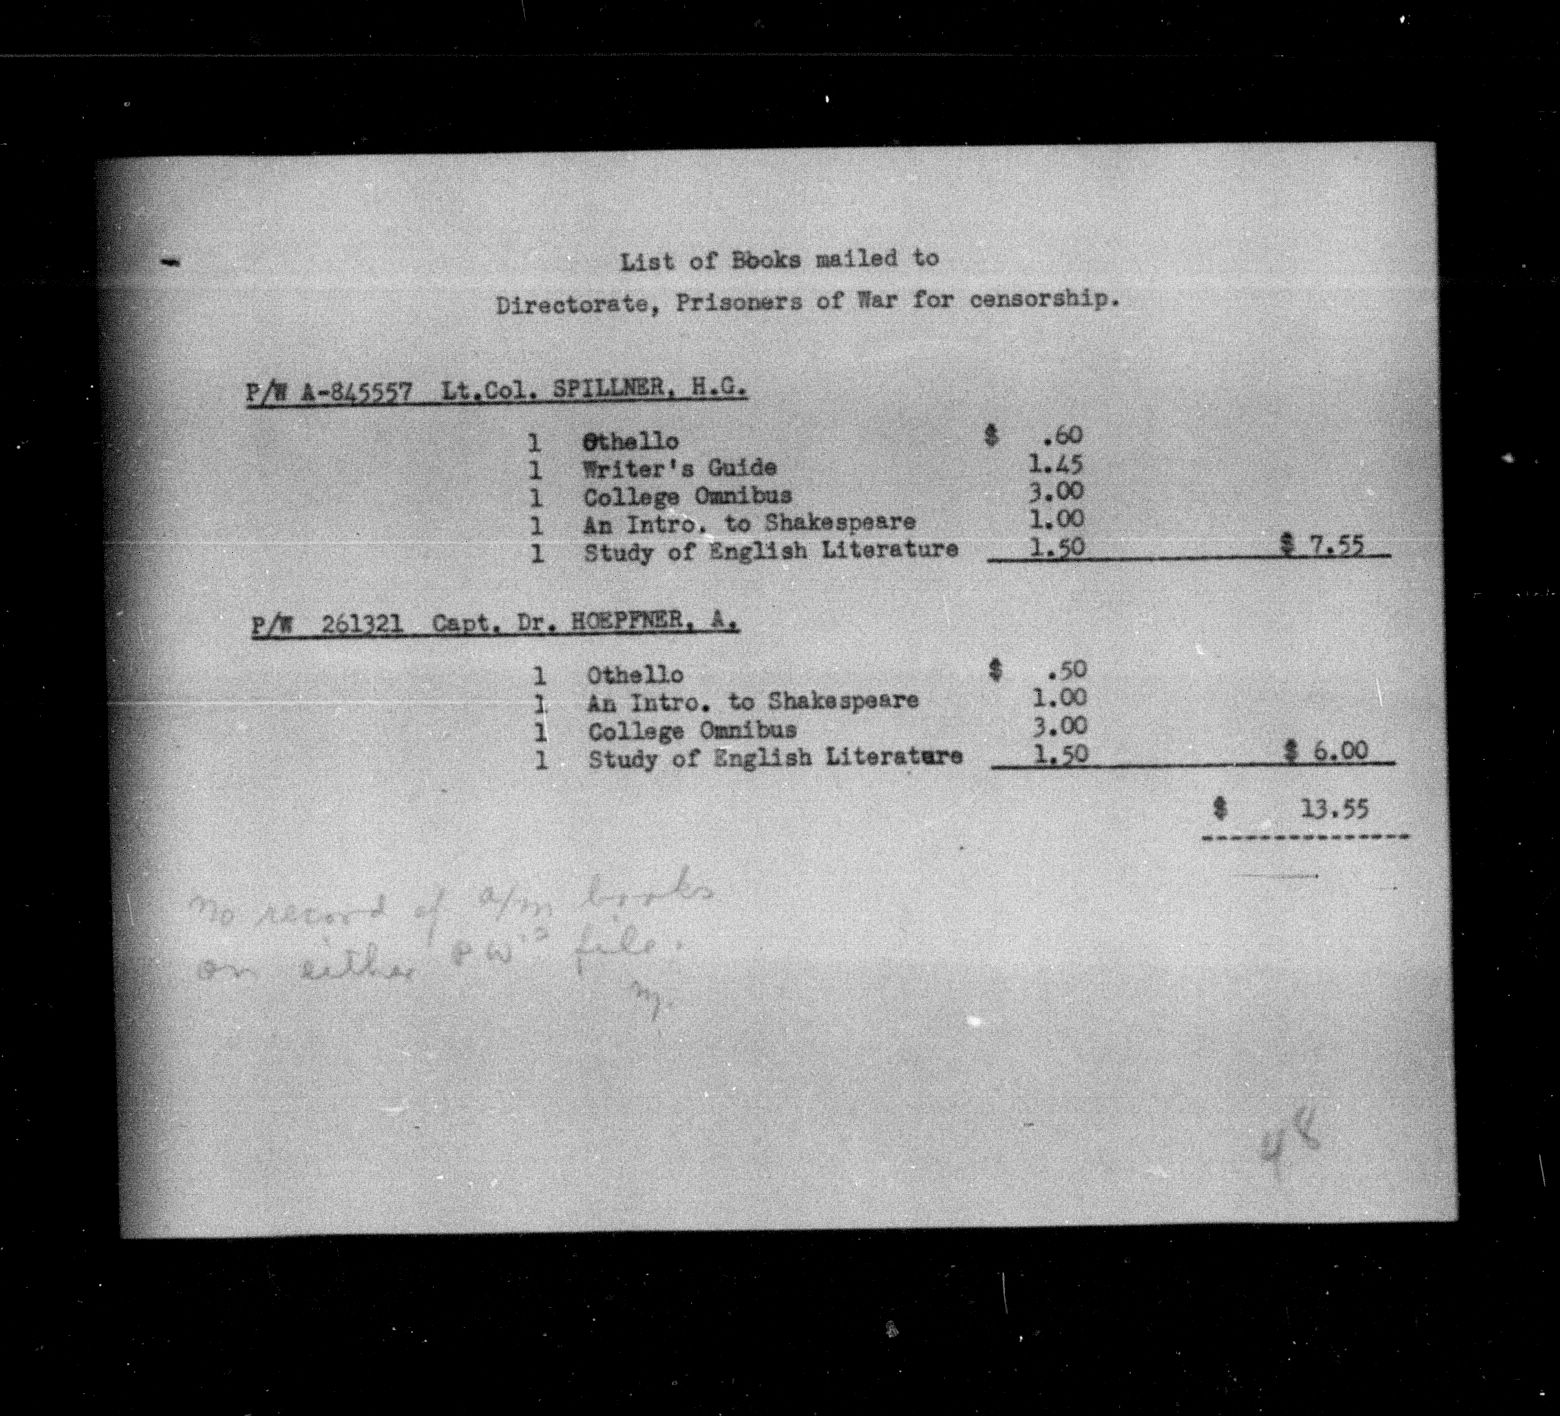 List of Books mailed to
Directorate, Prisoners of War for censorship.
P/W A-845557 Lt.Col. SPILLNER, H.G.
1 Othello $ .60
1 Writer's Guide 1.45
1 College Omnibus 3.00
1 An Intro. to Shakespeare 1.00
1 Study of English Literature 1.50 $ 7.55
P/W 261321 Capt. Dr. HOEPFNER, A.
1 Othello $ .50
1 An Intro. to Shakespeare 1.00
1 College Omnibus 3.00
1 Study of English Literature 1.50 $ 6.00
$ 13.55
No record of a/m books
on either PW's file.
M.
48